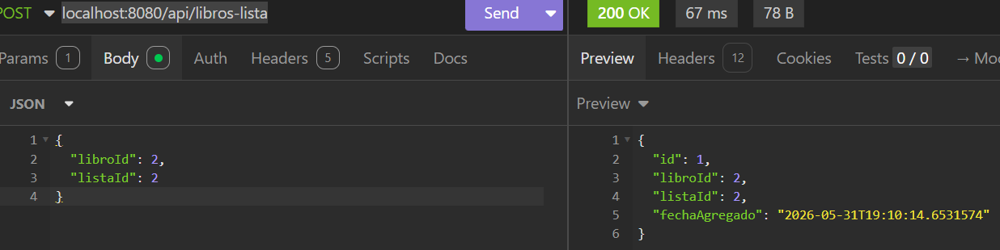 POST localhost:8080/api/libros-lista Send 200 OK 67 ms 78 B
Params 1 Body Auth Headers 5 Scripts Docs Preview Headers 12 Cookies Tests 0 / 0 → Moc
JSON
Preview
1 {
2 "libroId": 2,
3 "listaId": 2
4 }
1 {
2 "id": 1,
3 "libroId": 2,
4 "listaId": 2,
5 "fechaAgregado": "2026-05-31T19:10:14.6531574"
6 }